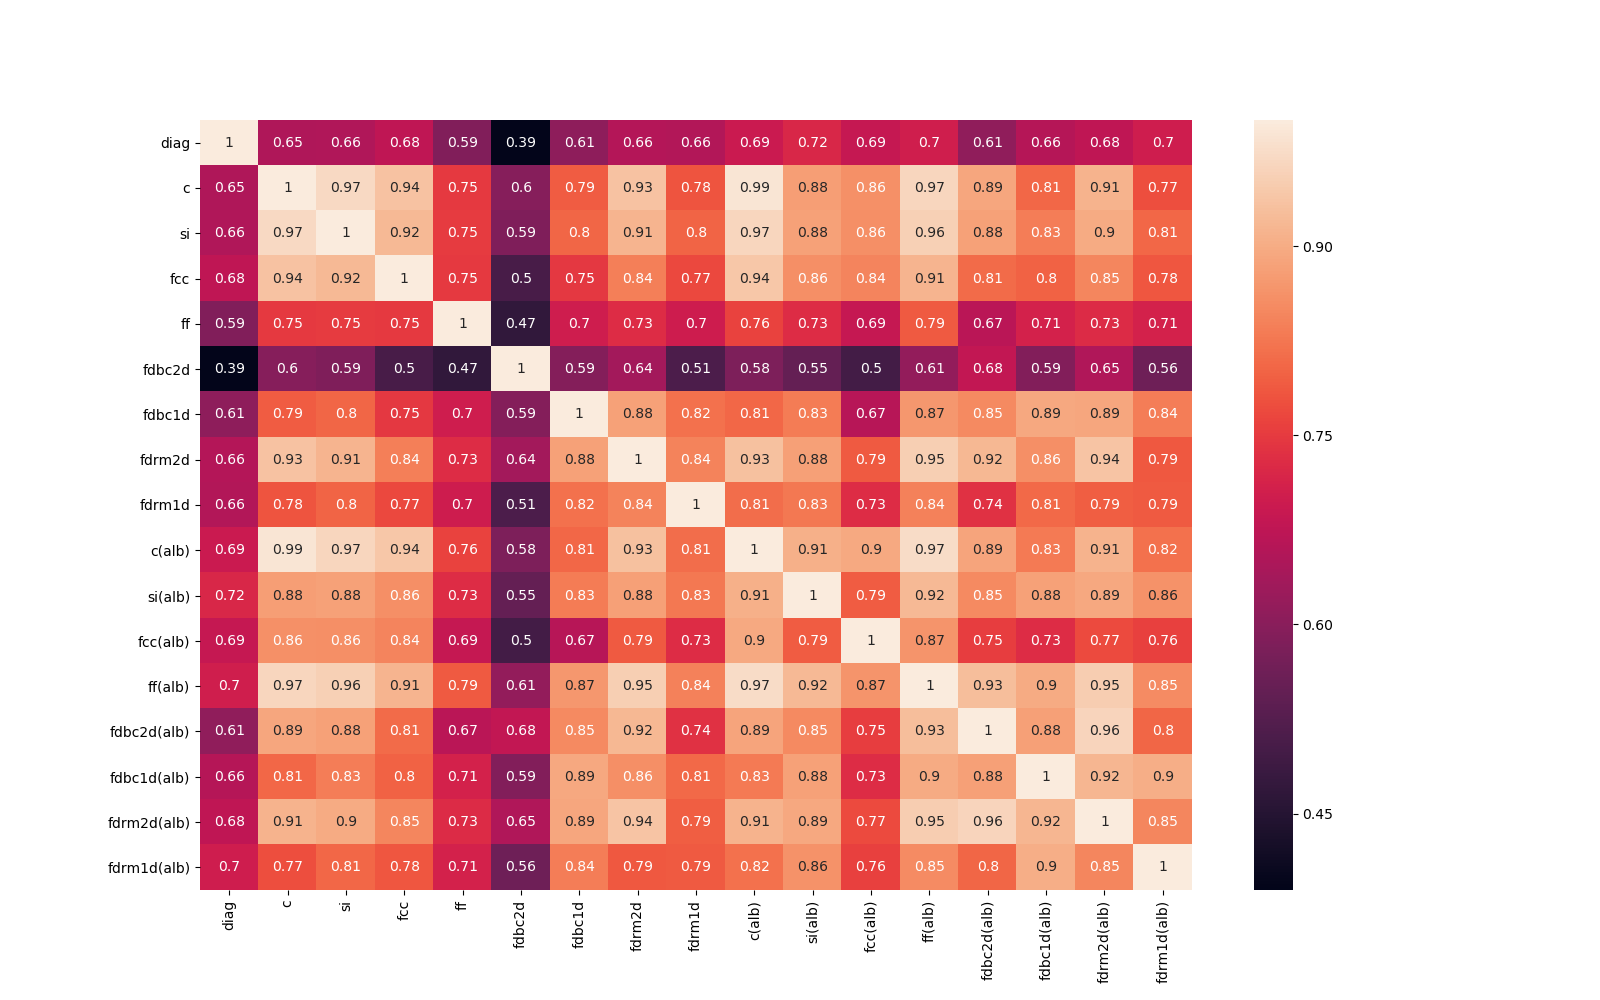 diag 1 0.65 0.66 0.68 0.59 0.39 0.61 0.66 0.66 0.69 0.72 0.69 0.7 0.61 0.66 0.68 0.7
c 0.65 1 0.97 0.94 0.75 0.6 0.79 0.93 0.78 0.99 0.88 0.86 0.97 0.89 0.81 0.91 0.77
si 0.66 0.97 1 0.92 0.75 0.59 0.8 0.91 0.8 0.97 0.88 0.86 0.96 0.88 0.83 0.9 0.81
fcc 0.68 0.94 0.92 1 0.75 0.5 0.75 0.84 0.77 0.94 0.86 0.84 0.91 0.81 0.8 0.85 0.78
ff 0.59 0.75 0.75 0.75 1 0.47 0.7 0.73 0.7 0.76 0.73 0.69 0.79 0.67 0.71 0.73 0.71
fdbc2d 0.39 0.6 0.59 0.5 0.47 1 0.59 0.64 0.51 0.58 0.55 0.5 0.61 0.68 0.59 0.65 0.56
fdbc1d 0.61 0.79 0.8 0.75 0.7 0.59 1 0.88 0.82 0.81 0.83 0.67 0.87 0.85 0.89 0.89 0.84
fdrm2d 0.66 0.93 0.91 0.84 0.73 0.64 0.88 1 0.84 0.93 0.88 0.79 0.95 0.92 0.86 0.94 0.79
fdrm1d 0.66 0.78 0.8 0.77 0.7 0.51 0.82 0.84 1 0.81 0.83 0.73 0.84 0.74 0.81 0.79 0.79
c(alb) 0.69 0.99 0.97 0.94 0.76 0.58 0.81 0.93 0.81 1 0.91 0.9 0.97 0.89 0.83 0.91 0.82
si(alb) 0.72 0.88 0.88 0.86 0.73 0.55 0.83 0.88 0.83 0.91 1 0.79 0.92 0.85 0.88 0.89 0.86
fcc(alb) 0.69 0.86 0.86 0.84 0.69 0.5 0.67 0.79 0.73 0.9 0.79 1 0.87 0.75 0.73 0.77 0.76
ff(alb) 0.7 0.97 0.96 0.91 0.79 0.61 0.87 0.95 0.84 0.97 0.92 0.87 1 0.93 0.9 0.95 0.85
fdbc2d(alb) 0.61 0.89 0.88 0.81 0.67 0.68 0.85 0.92 0.74 0.89 0.85 0.75 0.93 1 0.88 0.96 0.8
fdbc1d(alb) 0.66 0.81 0.83 0.8 0.71 0.59 0.89 0.86 0.81 0.83 0.88 0.73 0.9 0.88 1 0.92 0.9
fdrm2d(alb) 0.68 0.91 0.9 0.85 0.73 0.65 0.89 0.94 0.79 0.91 0.89 0.77 0.95 0.96 0.92 1 0.85
fdrm1d(alb) 0.7 0.77 0.81 0.78 0.71 0.56 0.84 0.79 0.79 0.82 0.86 0.76 0.85 0.8 0.9 0.85 1
diag c si fcc ff fdbc2d fdbc1d fdrm2d fdrm1d c(alb) si(alb) fcc(alb) ff(alb) fdbc2d(alb) fdbc1d(alb) fdrm2d(alb) fdrm1d(alb)
0.90
0.75
0.60
0.45